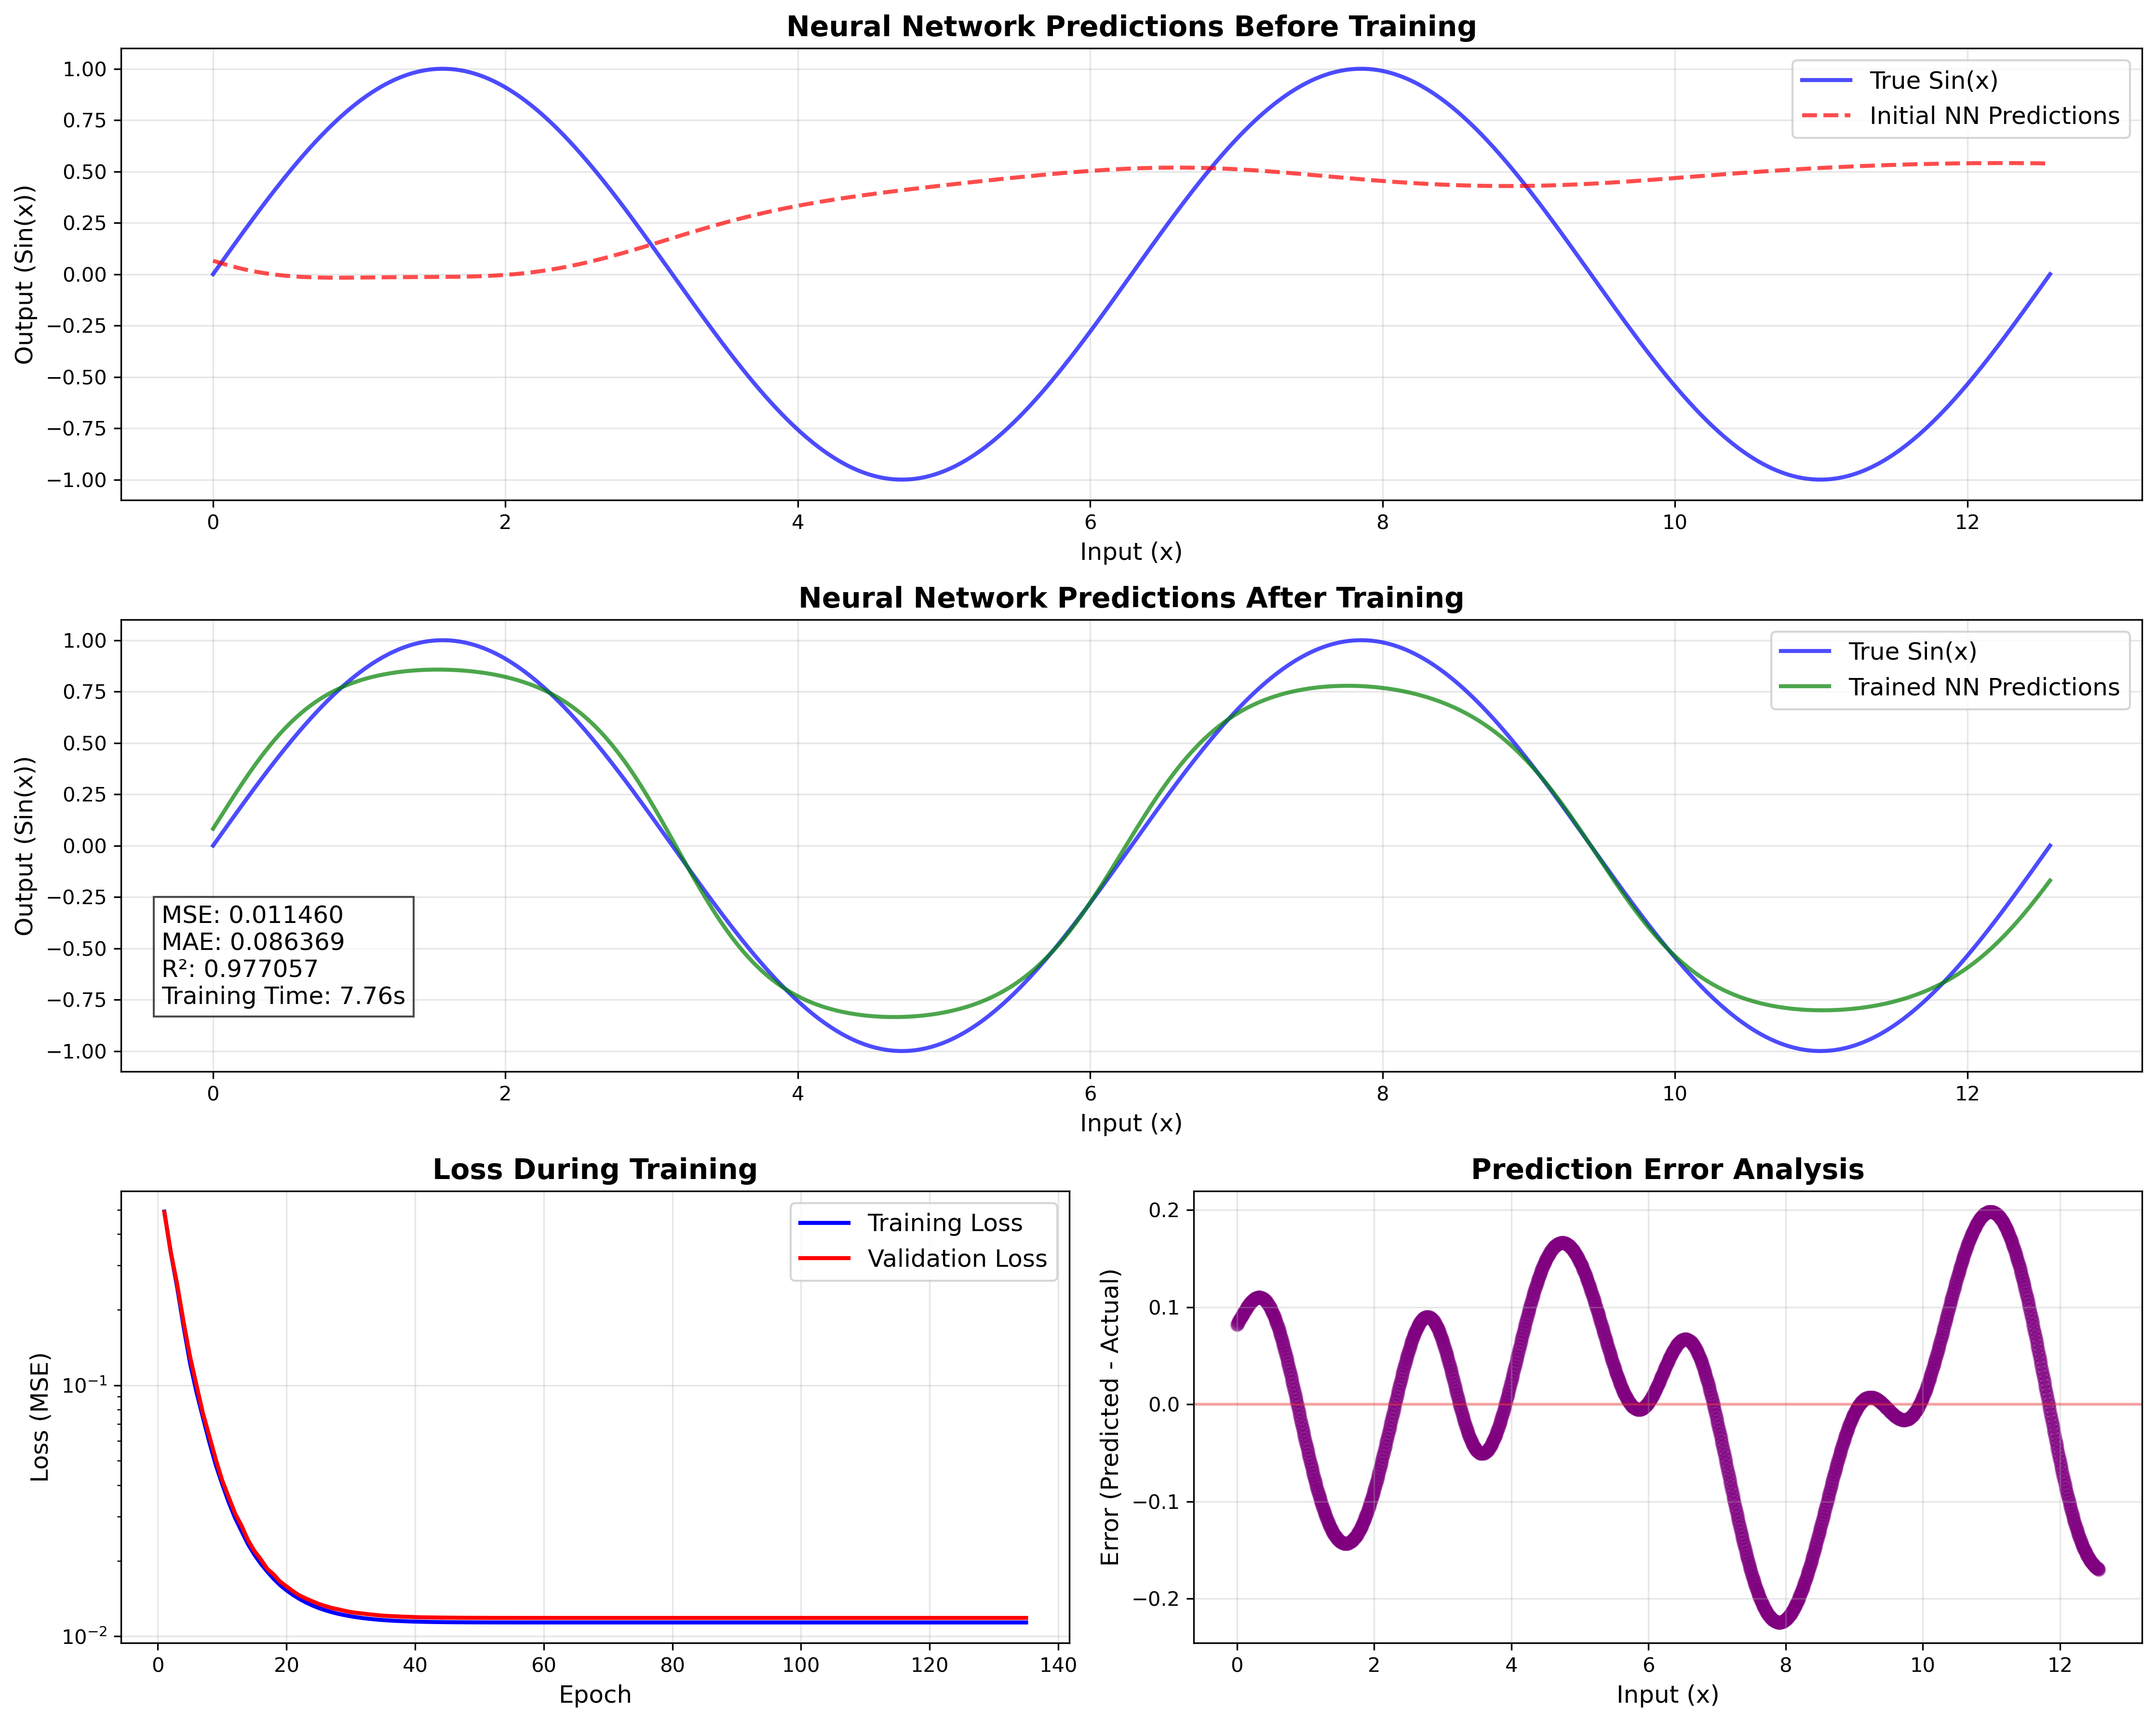 Neural Network Predictions Before Training
Output (Sin(x))
1.00
0.75
0.50
0.25
0.00
−0.25
−0.50
−0.75
−1.00
True Sin(x)
Initial NN Predictions
0 2 4 6 8 10 12
Input (x)
Neural Network Predictions After Training
Output (Sin(x))
1.00
0.75
0.50
0.25
0.00
−0.25
−0.50
−0.75
−1.00
True Sin(x)
Trained NN Predictions
MSE: 0.011460
MAE: 0.086369
R²: 0.977057
Training Time: 7.76s
0 2 4 6 8 10 12
Input (x)
Loss During Training
Loss (MSE)
10⁻¹
10⁻²
Training Loss
Validation Loss
0 20 40 60 80 100 120 140
Epoch
Prediction Error Analysis
Error (Predicted - Actual)
0.2
0.1
0.0
−0.1
−0.2
0 2 4 6 8 10 12
Input (x)